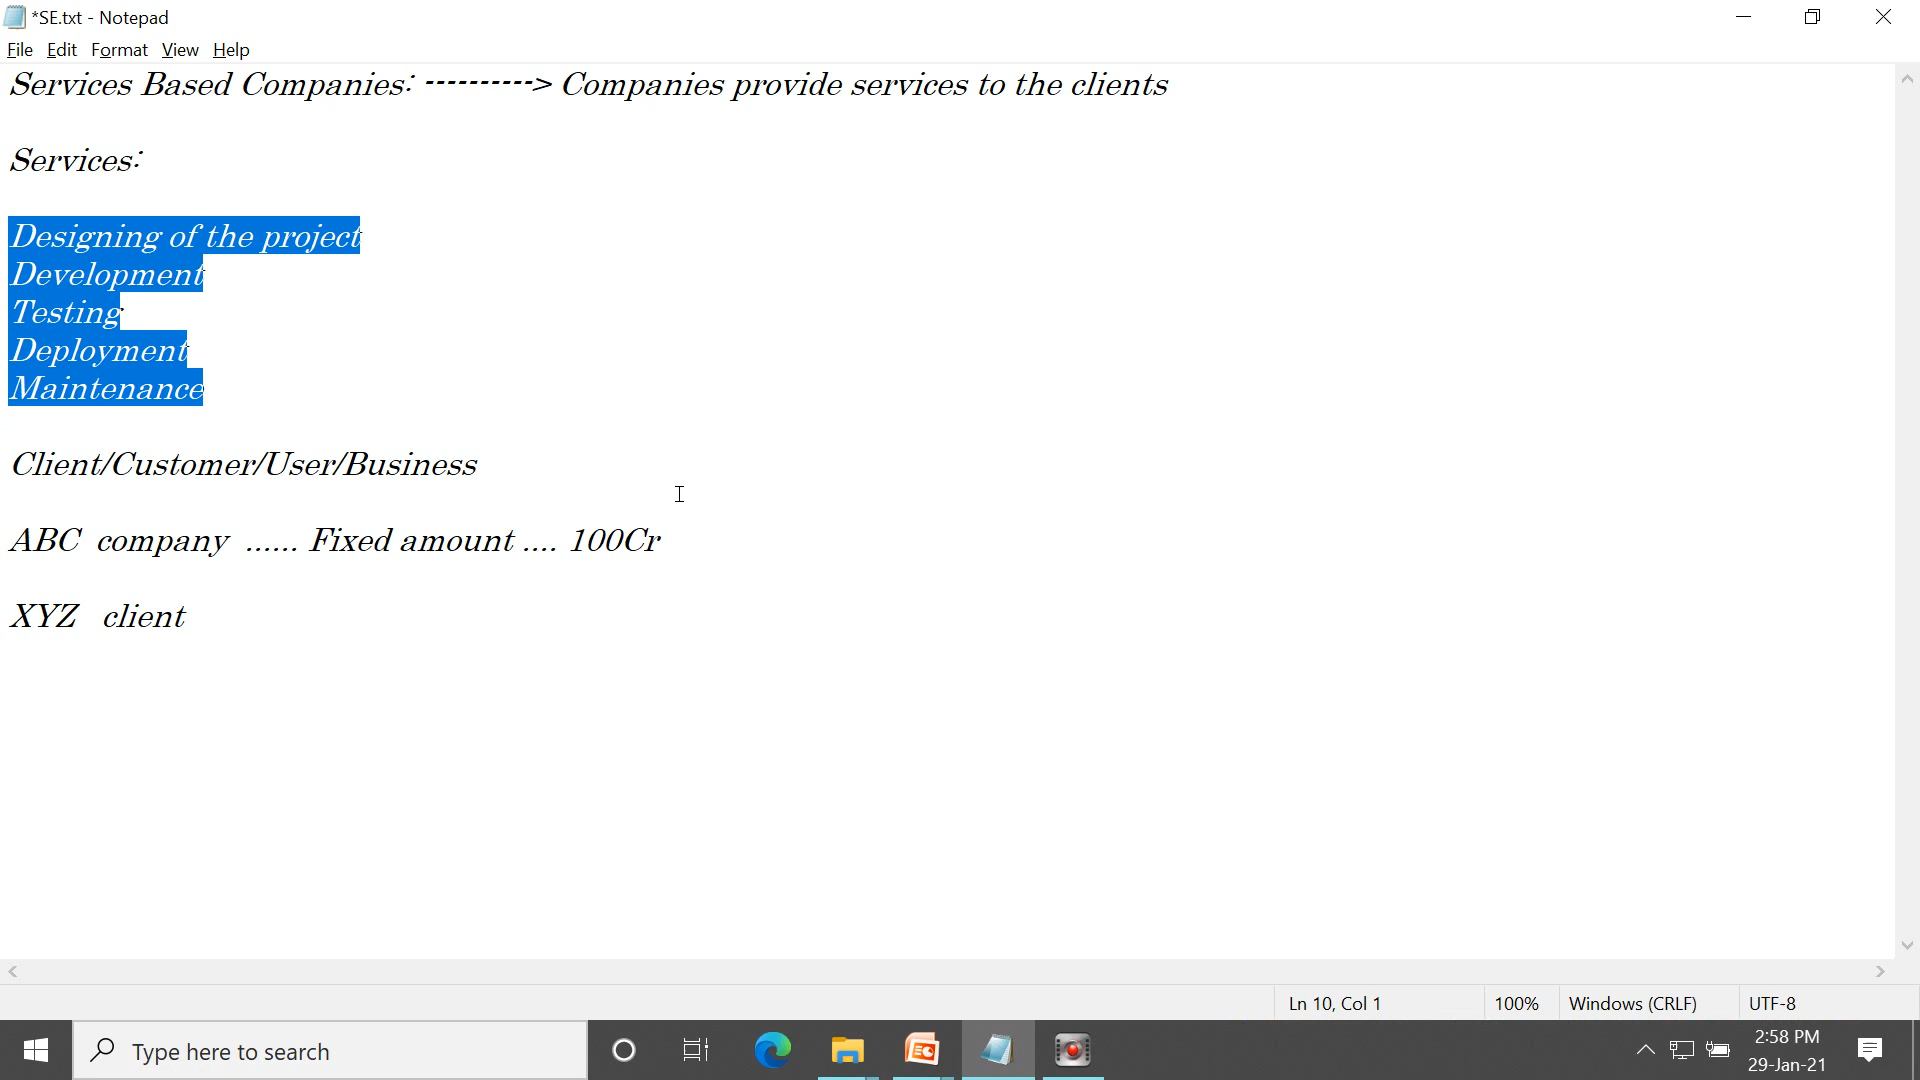 *SE.txt - Notepad
File Edit Format View Help
Services Based Companies: ----------> Companies provide services to the clients
Services:
Designing of the project
Development
Testing
Deployment
Maintenance
Client/Customer/User/Business
ABC  company  ...... Fixed amount .... 100Cr
XYZ   client
Ln 10, Col 1
100%
Windows (CRLF)
UTF-8
Type here to search
2:58 PM
29-Jan-21